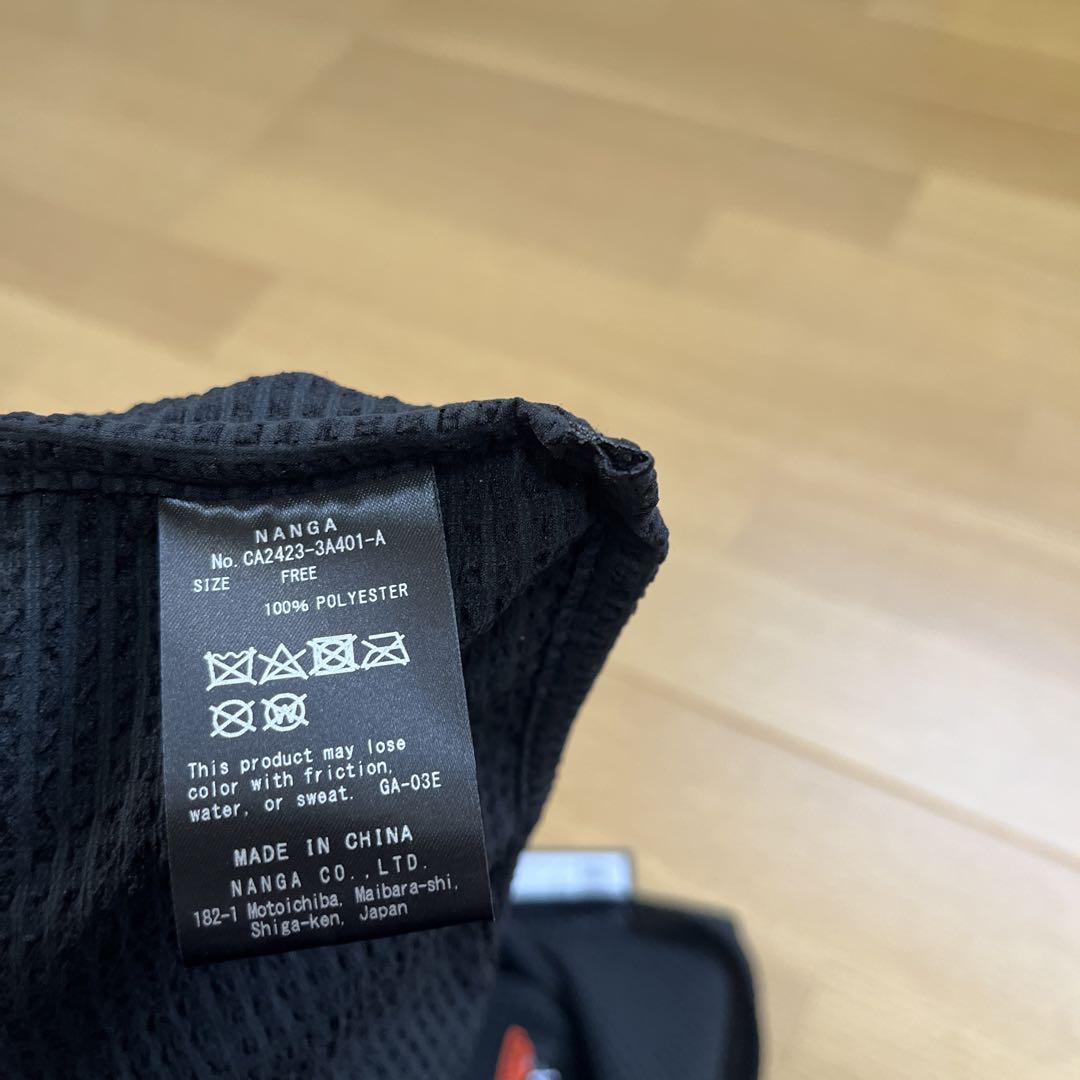 NANGA
No. CA2423-3A401-A
SIZE FREE
100% POLYESTER
W
This product may lose
color with friction,
water, or sweat. GA-03E
MADE IN CHINA
NANGA CO.,LTD.
182-1 Motoichiba, Maibara-shi,
Shiga-ken, Japan